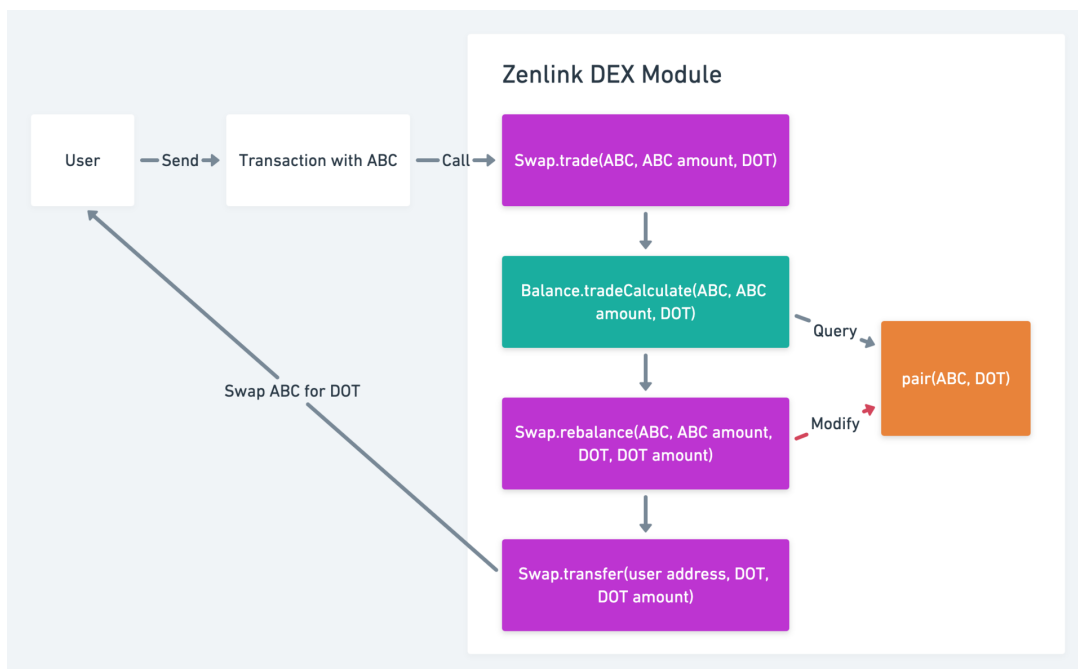 Zenlink DEX Module
User
Send
Transaction with ABC
Call
Swap.trade(ABC, ABC amount, DOT)
Balance.tradeCalculate(ABC, ABC
amount, DOT)
Query
pair(ABC, DOT)
Swap ABC for DOT
Modify
Swap.rebalance(ABC, ABC amount,
DOT, DOT amount)
Swap.transfer(user address, DOT,
DOT amount)